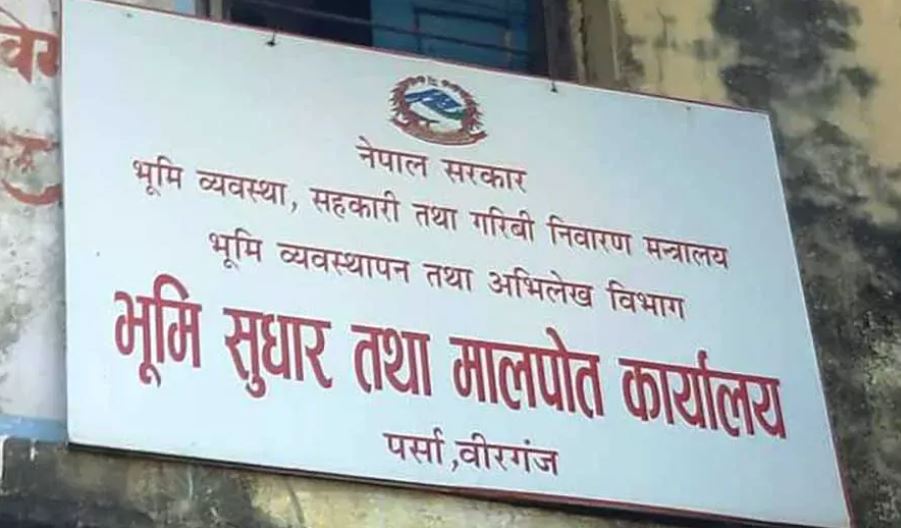 नेपाल सरकार
भूमि व्यवस्था, सहकारी तथा गरिबी निवारण मन्त्रालय
भूमि व्यवस्थापन तथा अभिलेख विभाग
भूमि सुधार तथा मालपोत कार्यालय
पर्सा,वीरगंज